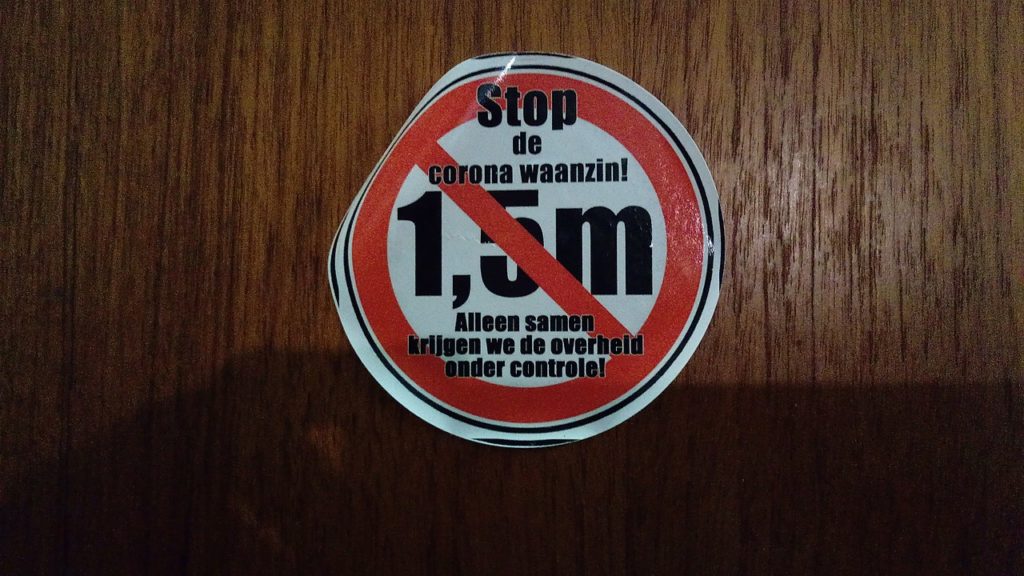 Stop
de
corona waanzin!
1,5m
Alleen samen
krijgen we de overheid
onder controle!